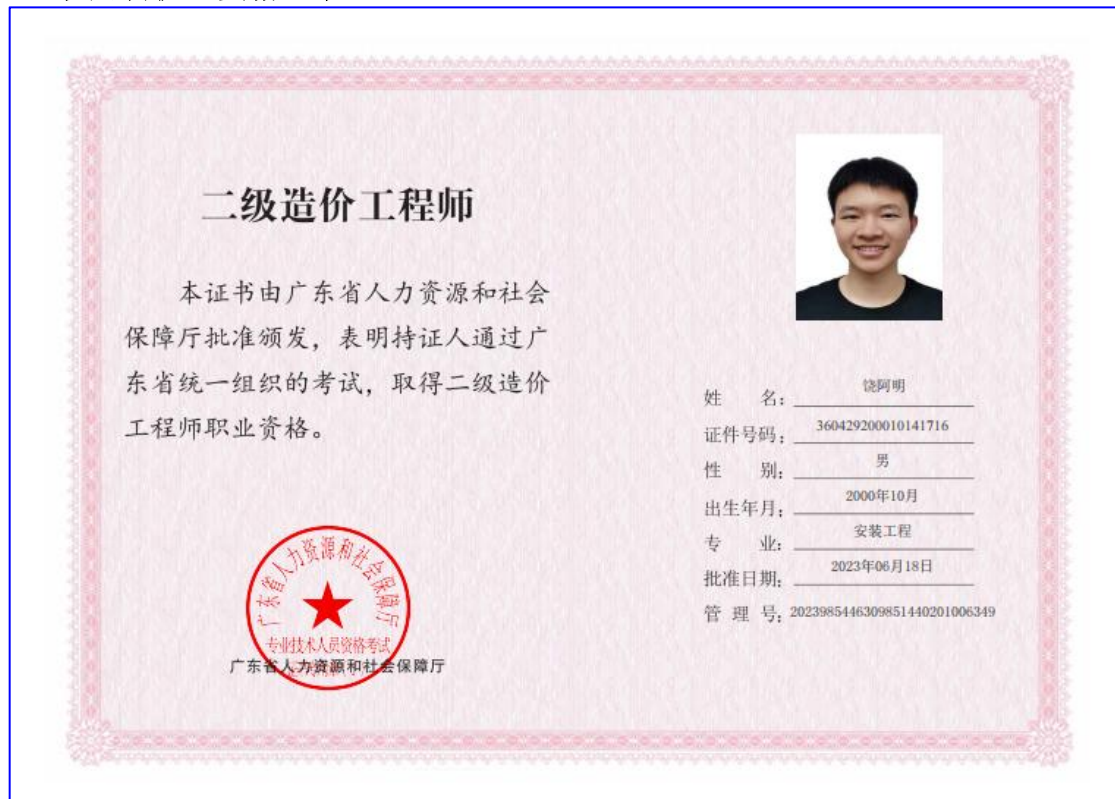 二级造价工程师
本证书由广东省人力资源和社会
保障厅批准颁发，表明持证人通过广
东省统一组织的考试，取得二级造价
工程师职业资格。
姓 名：饶阿明
证件号码：360429200010141716
性 别：男
出生年月：2000年10月
专 业：安装工程
批准日期：2023年06月18日
管 理 号：2023985446309851440201006349
广东省人力资源和社会保障厅
专业技术人员资格考试
广东省人力资源和社会保障厅